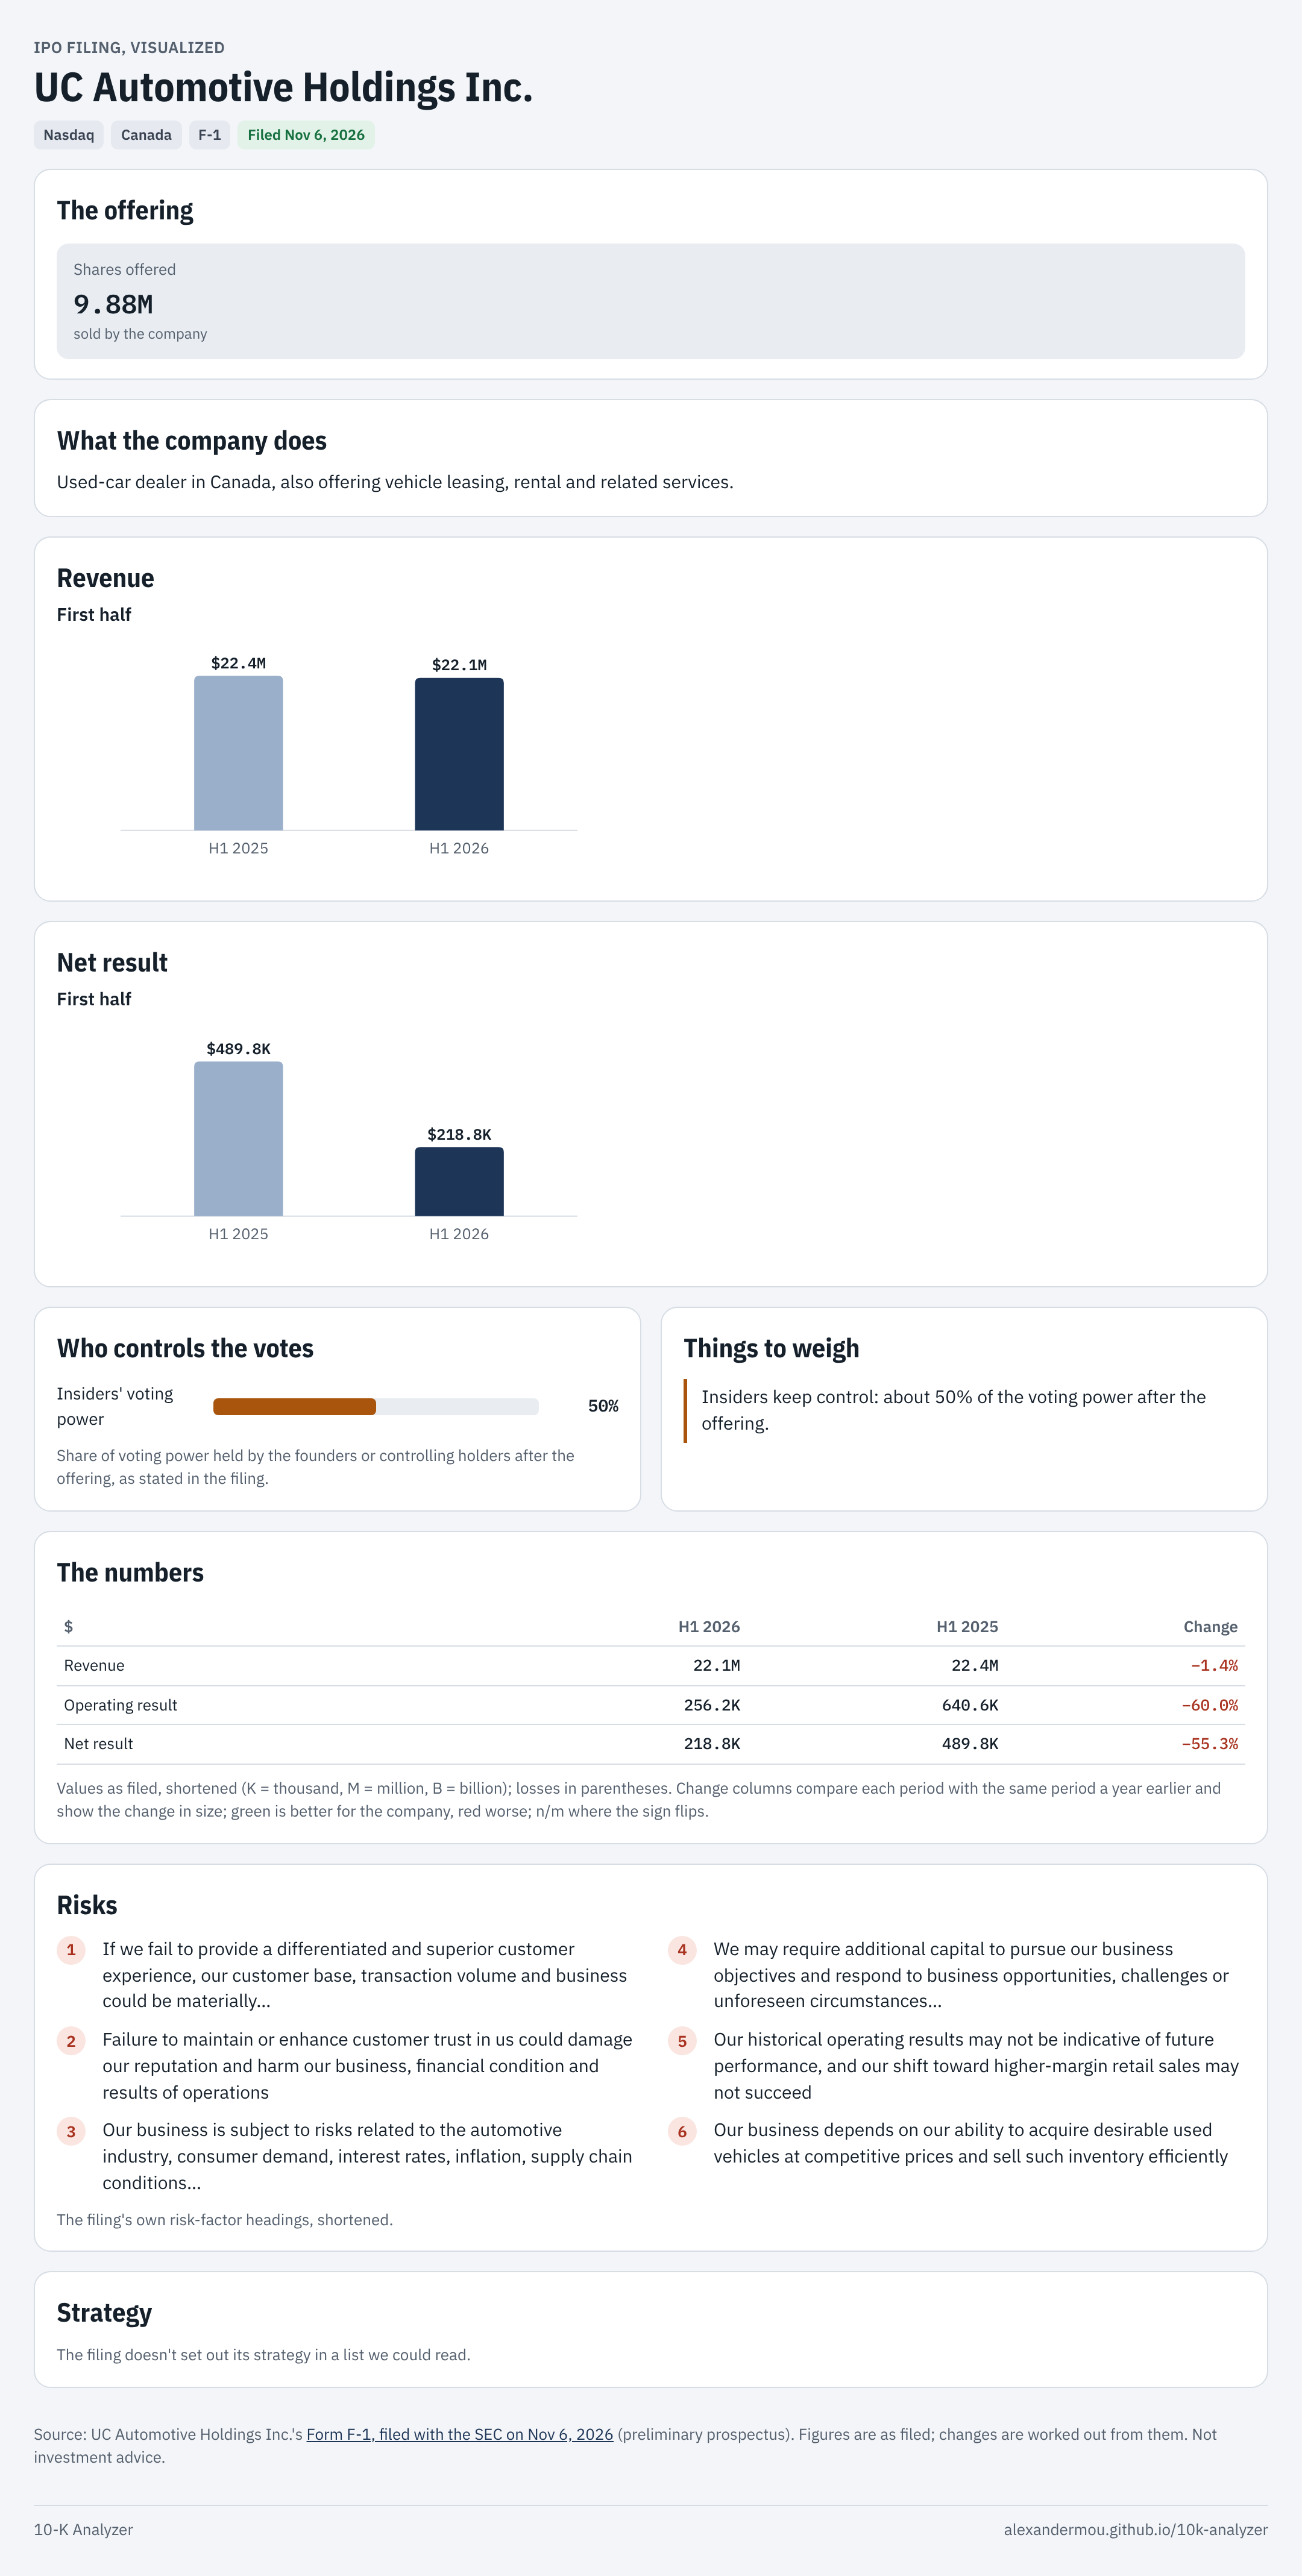 IPO FILING, VISUALIZED
UC Automotive Holdings Inc.
Nasdaq Canada F-1 Filed Nov 6, 2026
The offering
Shares offered
9.88M
sold by the company
What the company does
Used-car dealer in Canada, also offering vehicle leasing, rental and related services.
Revenue
First half
$22.4M $22.1M
H1 2025 H1 2026
Net result
First half
$489.8K
$218.8K
H1 2025 H1 2026
Who controls the votes
Insiders' voting
power
50%
Share of voting power held by the founders or controlling holders after the
offering, as stated in the filing.
Things to weigh
Insiders keep control: about 50% of the voting power after the
offering.
The numbers
$ H1 2026 H1 2025 Change
Revenue 22.1M 22.4M −1.4%
Operating result 256.2K 640.6K −60.0%
Net result 218.8K 489.8K −55.3%
Values as filed, shortened (K = thousand, M = million, B = billion); losses in parentheses. Change columns compare each period with the same period a year earlier and
show the change in size; green is better for the company, red worse; n/m where the sign flips.
Risks
1 If we fail to provide a differentiated and superior customer
experience, our customer base, transaction volume and business
could be materially…
2 Failure to maintain or enhance customer trust in us could damage
our reputation and harm our business, financial condition and
results of operations
3 Our business is subject to risks related to the automotive
industry, consumer demand, interest rates, inflation, supply chain
conditions…
4 We may require additional capital to pursue our business
objectives and respond to business opportunities, challenges or
unforeseen circumstances…
5 Our historical operating results may not be indicative of future
performance, and our shift toward higher-margin retail sales may
not succeed
6 Our business depends on our ability to acquire desirable used
vehicles at competitive prices and sell such inventory efficiently
The filing's own risk-factor headings, shortened.
Strategy
The filing doesn't set out its strategy in a list we could read.
Source: UC Automotive Holdings Inc.'s Form F-1, filed with the SEC on Nov 6, 2026 (preliminary prospectus). Figures are as filed; changes are worked out from them. Not
investment advice.
10-K Analyzer alexandermou.github.io/10k-analyzer